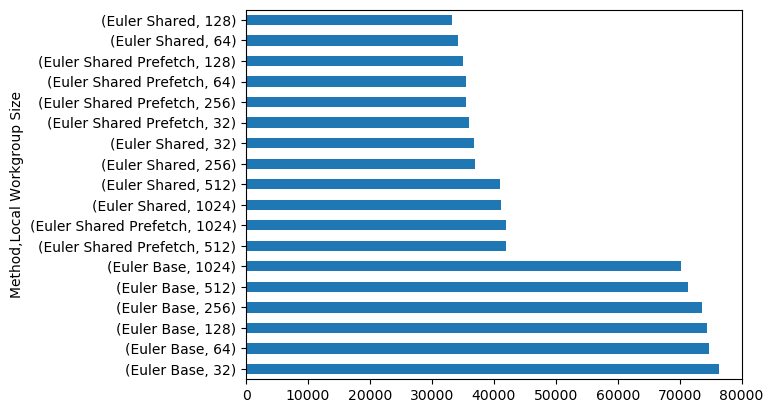 Method,Local Workgroup Size
(Euler Shared, 128)
(Euler Shared, 64)
(Euler Shared Prefetch, 128)
(Euler Shared Prefetch, 64)
(Euler Shared Prefetch, 256)
(Euler Shared Prefetch, 32)
(Euler Shared, 32)
(Euler Shared, 256)
(Euler Shared, 512)
(Euler Shared, 1024)
(Euler Shared Prefetch, 1024)
(Euler Shared Prefetch, 512)
(Euler Base, 1024)
(Euler Base, 512)
(Euler Base, 256)
(Euler Base, 128)
(Euler Base, 64)
(Euler Base, 32)
0 10000 20000 30000 40000 50000 60000 70000 80000